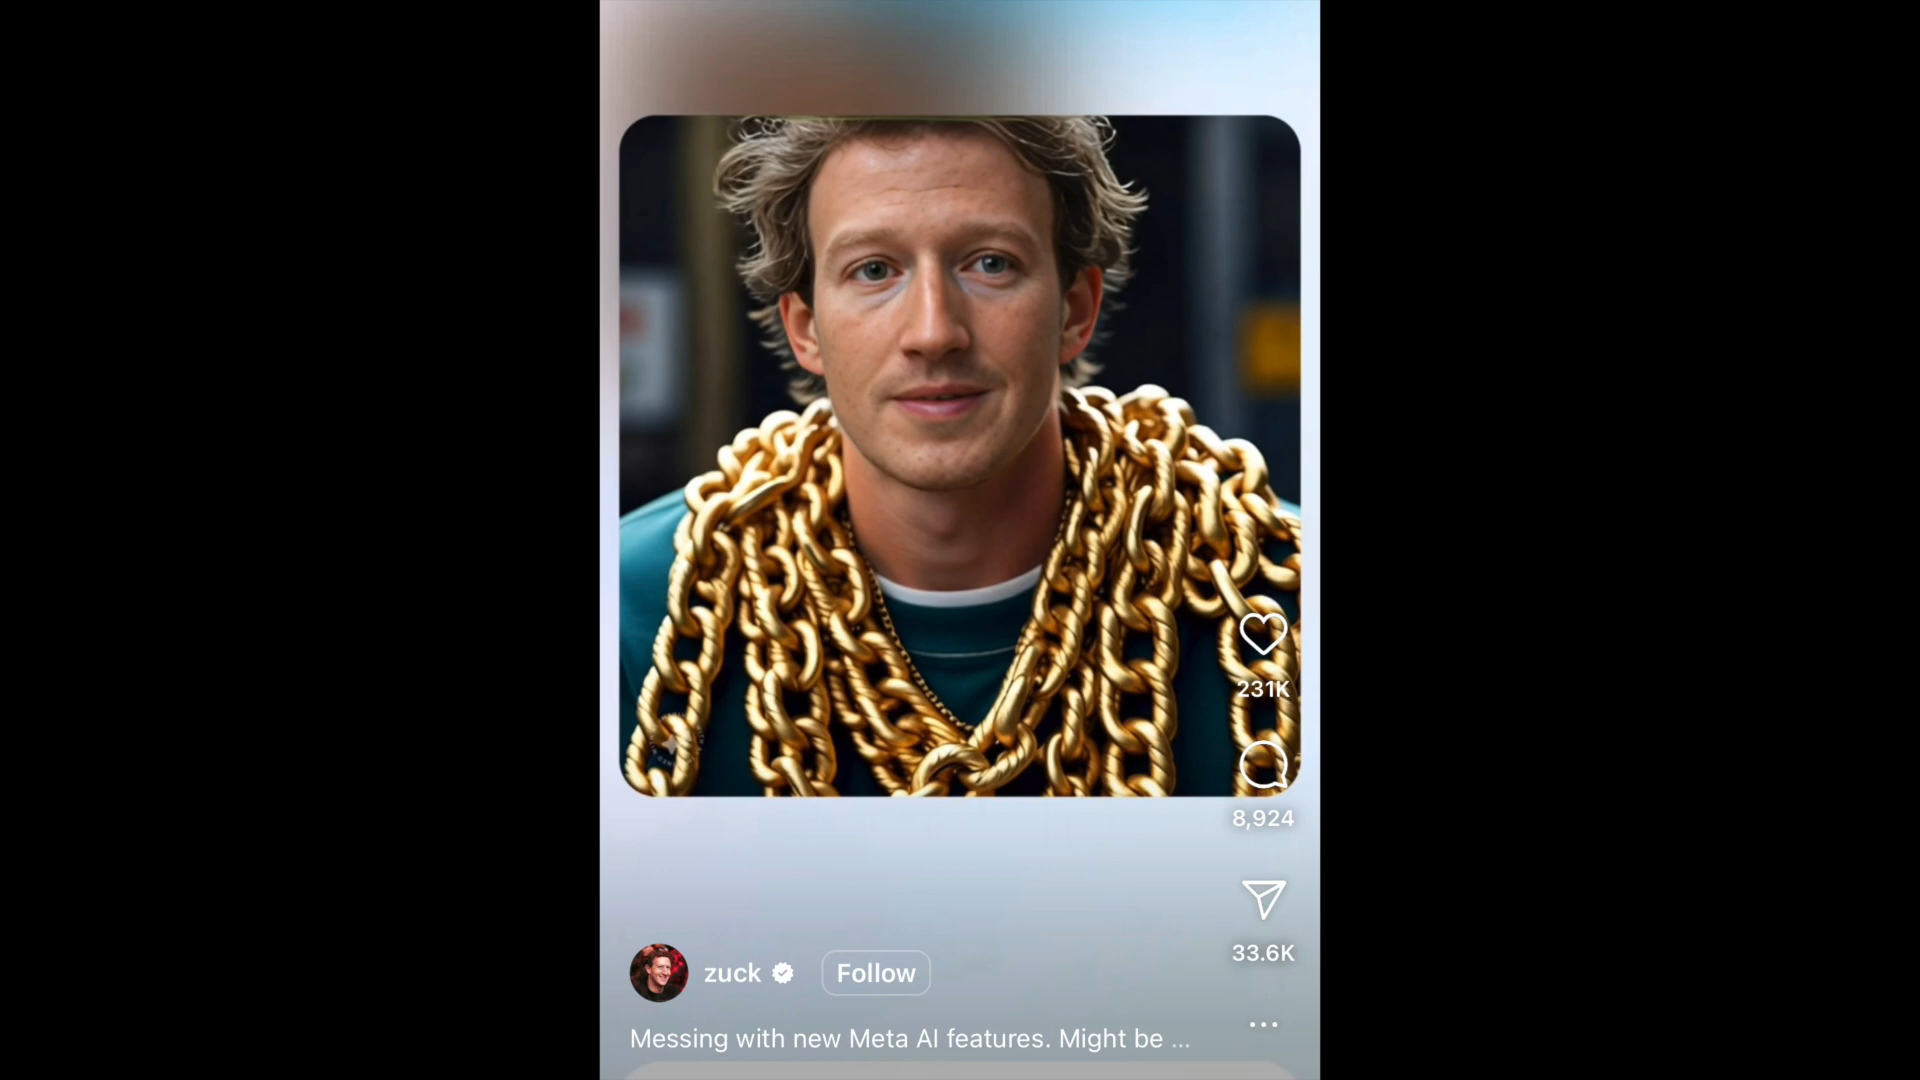 231K
8,924
33.6K
zuck
Follow
Messing with new Meta AI features. Might be ...